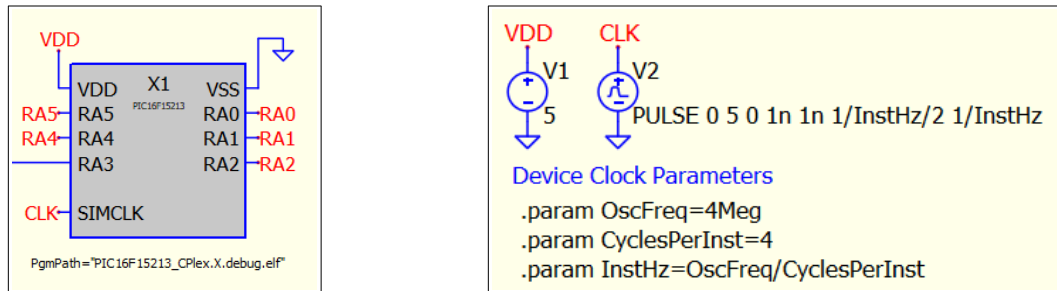 VDD
VDD X1 VSS
PIC16F15213
RA5 RA5 RA0 RA0
RA4 RA4 RA1 RA1
RA3 RA2 RA2
CLK SIMCLK
PgmPath="PIC16F15213_CPlex.X.debug.elf"
VDD CLK
V1 V2
5 PULSE 0 5 0 1n 1n 1/InstHz/2 1/InstHz
Device Clock Parameters
.param OscFreq=4Meg
.param CyclesPerInst=4
.param InstHz=OscFreq/CyclesPerInst